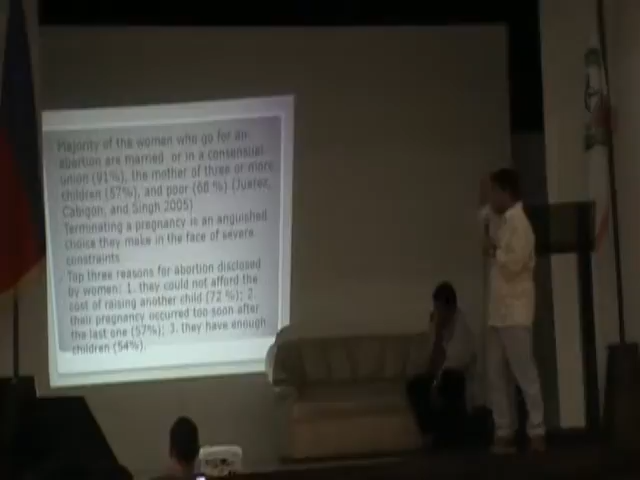 Majority of the women who go for an
abortion are married or in a consensual
union (91%), the mother of three or more
children (57%), and poor (68 %) (Juarez,
Cabigon, and Singh 2005)
Terminating a pregnancy is an anguished
choice they make in the face of severe
constraints
Top three reasons for abortion disclosed
by women: 1. they could not afford the
cost of raising another child (72 %); 2.
their pregnancy occurred too soon after
the last one (57%); 3. they have enough
children (54%).